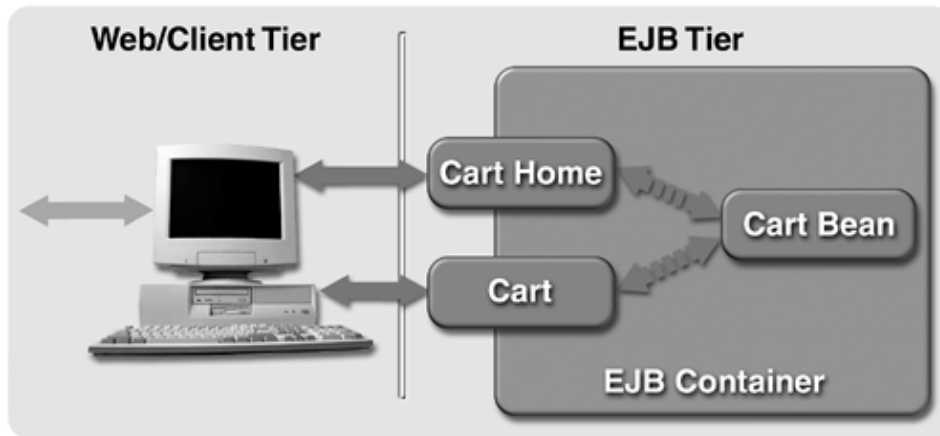 Web/Client Tier
EJB Tier
Cart Home
Cart Bean
Cart
EJB Container